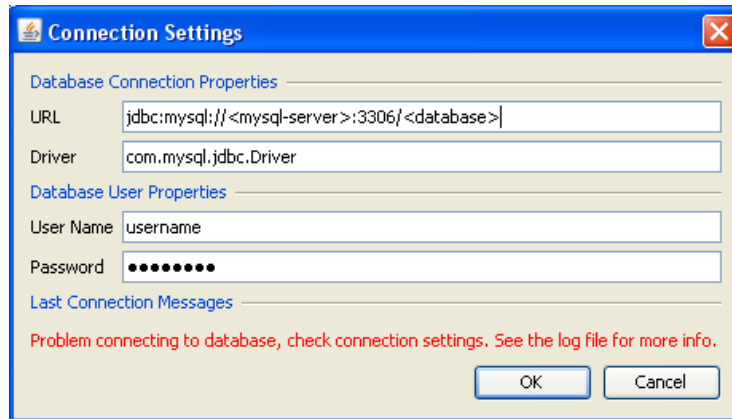 Connection Settings
Database Connection Properties
URL jdbc:mysql://<mysql-server>:3306/<database>
Driver com.mysql.jdbc.Driver
Database User Properties
User Name username
Password ●●●●●●●●
Last Connection Messages
Problem connecting to database, check connection settings. See the log file for more info.
OK Cancel